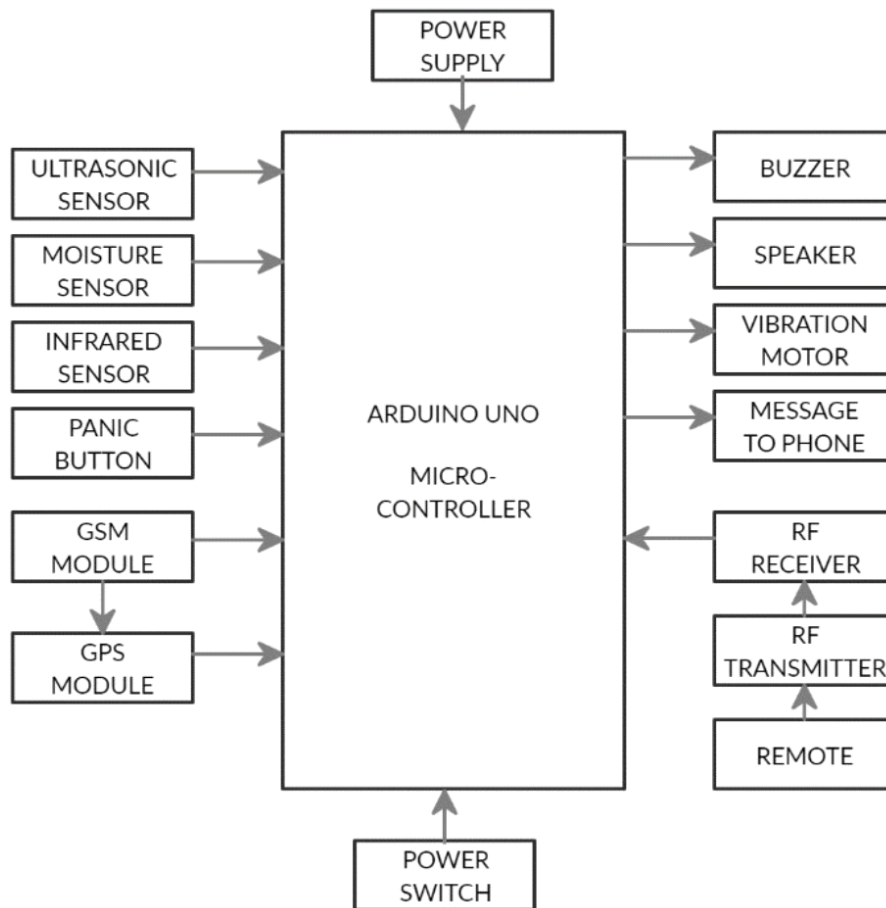 POWER
SUPPLY
ULTRASONIC
SENSOR
MOISTURE
SENSOR
INFRARED
SENSOR
PANIC
BUTTON
GSM
MODULE
GPS
MODULE
ARDUINO UNO
MICRO-
CONTROLLER
BUZZER
SPEAKER
VIBRATION
MOTOR
MESSAGE
TO PHONE
RF
RECEIVER
RF
TRANSMITTER
REMOTE
POWER
SWITCH